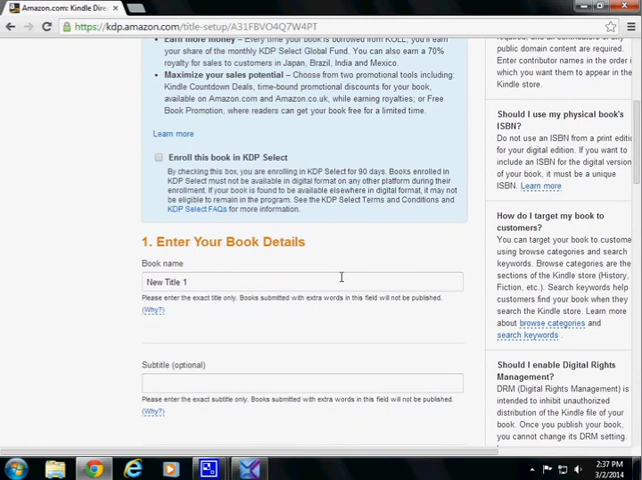 Amazon.com: Kindle Direc
https://kdp.amazon.com/title-setup/A31FBVO4Q7W4PT
Earn more money – Every time your book is borrowed from KOLL, you'll earn
your share of the monthly KDP Select Global Fund. You can also earn a 70%
royalty for sales to customers in Japan, Brazil, India and Mexico.
Maximize your sales potential – Choose from two promotional tools including:
Kindle Countdown Deals, time-bound promotional discounts for your book,
available on Amazon.com and Amazon.co.uk, while earning royalties; or Free
Book Promotion, where readers can get your book free for a limited time.
Learn more
Enroll this book in KDP Select
By checking this box, you are enrolling in KDP Select for 90 days. Books enrolled in
KDP Select must not be available in digital format on any other platform during their
enrollment. If your book is found to be available elsewhere in digital format, it may not
be eligible to remain in the program. See the KDP Select Terms and Conditions and
KDP Select FAQs for more information.
1. Enter Your Book Details
Book name
New Title 1
Please enter the exact title only. Books submitted with extra words in this field will not be published.
(Why?)
Subtitle (optional)
Please enter the exact subtitle only. Books submitted with extra words in this field will not be published.
(Why?)
public domain content are required.
Enter contributor names in the order in
which you want them to appear in the
Kindle store.
Should I use my physical book's
ISBN?
Do not use an ISBN from a print edition
for your digital edition. If you want to
include an ISBN for the digital version
of your book, it must be a unique
ISBN. Learn more
How do I target my book to
customers?
You can target your book to customers
using browse categories and search
keywords. Browse categories are the
sections of the Kindle store (History,
Fiction, etc.). Search keywords help
customers find your book when they
search the Kindle store. Learn more
about browse categories and
search keywords .
Should I enable Digital Rights
Management?
DRM (Digital Rights Management) is
intended to inhibit unauthorized
distribution of the Kindle file of your
book. Once you publish your book,
you cannot change its DRM setting.
2:37 PM
3/2/2014